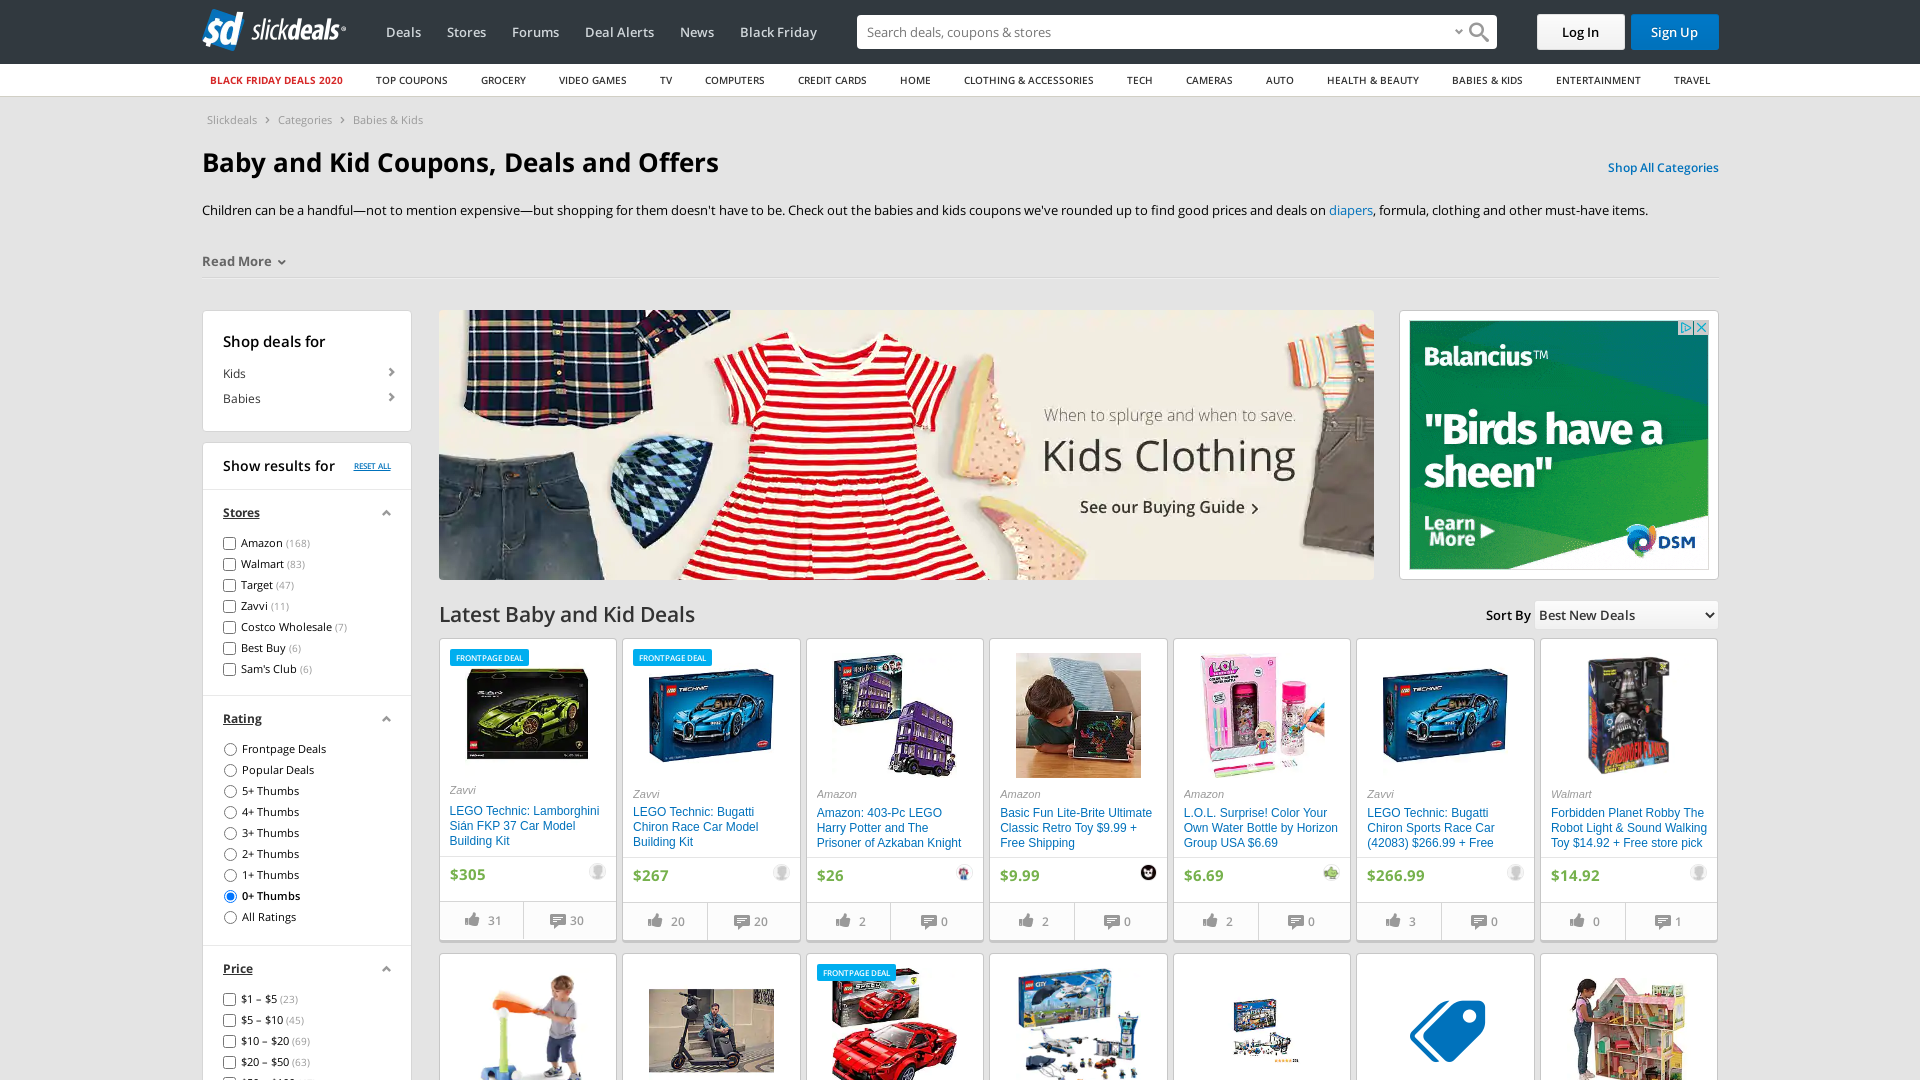 slickdeals
Deals
Stores
Forums
Deal Alerts
News
Black Friday
Search deals, coupons & stores
Log In
Sign Up
BLACK FRIDAY DEALS 2020
TOP COUPONS
GROCERY
VIDEO GAMES
TV
COMPUTERS
CREDIT CARDS
HOME
CLOTHING & ACCESSORIES
TECH
CAMERAS
AUTO
HEALTH & BEAUTY
BABIES & KIDS
ENTERTAINMENT
TRAVEL
Slickdeals > Categories > Babies & Kids
Baby and Kid Coupons, Deals and Offers
Shop All Categories
Children can be a handful—not to mention expensive—but shopping for them doesn't have to be. Check out the babies and kids coupons we've rounded up to find good prices and deals on diapers, formula, clothing and other must-have items.
Read More
Shop deals for
Kids
Babies
Show results for
RESET ALL
Stores
Amazon (168)
Walmart (83)
Target (47)
Zavvi (11)
Costco Wholesale (7)
Best Buy (6)
Sam's Club (6)
Rating
Frontpage Deals
Popular Deals
5+ Thumbs
4+ Thumbs
3+ Thumbs
2+ Thumbs
1+ Thumbs
0+ Thumbs
All Ratings
Price
$1 – $5 (23)
$5 – $10 (45)
$10 – $20 (69)
$20 – $50 (63)
When to splurge and when to save.
Kids Clothing
See our Buying Guide
Balancius™
"Birds have a
sheen"
Learn
More
DSM
Latest Baby and Kid Deals
Sort By
Best New Deals
FRONTPAGE DEAL
Zavvi
LEGO Technic: Lamborghini
Sián FKP 37 Car Model
Building Kit
$305
31
30
FRONTPAGE DEAL
Zavvi
LEGO Technic: Bugatti
Chiron Race Car Model
Building Kit
$267
20
20
Amazon
Amazon: 403-Pc LEGO
Harry Potter and The
Prisoner of Azkaban Knight
$26
2
0
Amazon
Basic Fun Lite-Brite Ultimate
Classic Retro Toy $9.99 +
Free Shipping
$9.99
2
0
Amazon
L.O.L. Surprise! Color Your
Own Water Bottle by Horizon
Group USA $6.69
$6.69
2
0
Zavvi
LEGO Technic: Bugatti
Chiron Sports Race Car
(42083) $266.99 + Free
$266.99
3
0
Walmart
Forbidden Planet Robby The
Robot Light & Sound Walking
Toy $14.92 + Free store pick
$14.92
0
1
FRONTPAGE DEAL